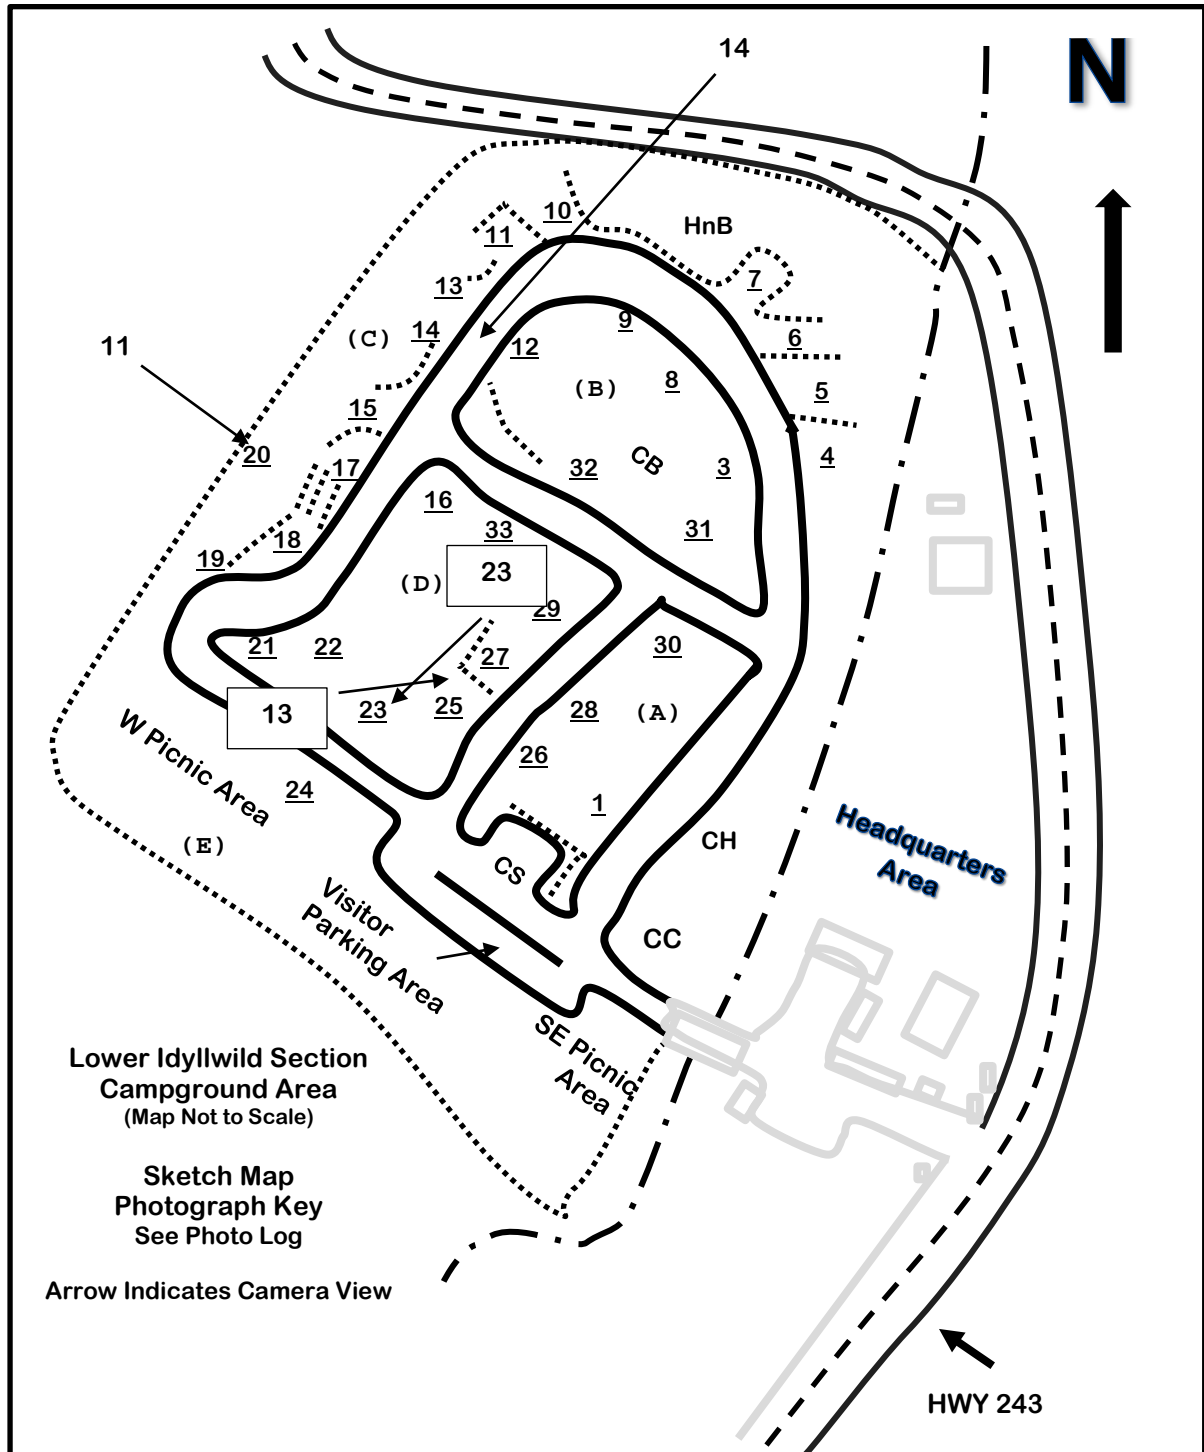 N
14
10
HnB
11
7
13
9
14
6
(C)
12
11
8
(B)
5
15
20
17
32
CB
3
4
16
33
31
18
19
23
(D)
29
21
22
27
30
13
23
25
28
(A)
W Picnic Area
26
24
1
(E)
CH
Headquarters
Area
CS
Visitor
Parking Area
CC
SE Picnic
Area
Lower Idyllwild Section
Campground Area
(Map Not to Scale)
Sketch Map
Photograph Key
See Photo Log
Arrow Indicates Camera View
HWY 243